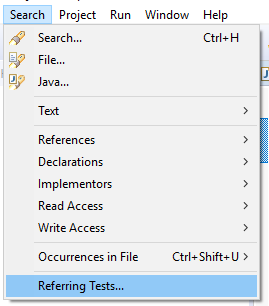 Search Project Run Window Help
Search... Ctrl+H
File...
Java...
Text
References
Declarations
Implementors
Read Access
Write Access
Occurrences in File Ctrl+Shift+U
Referring Tests...